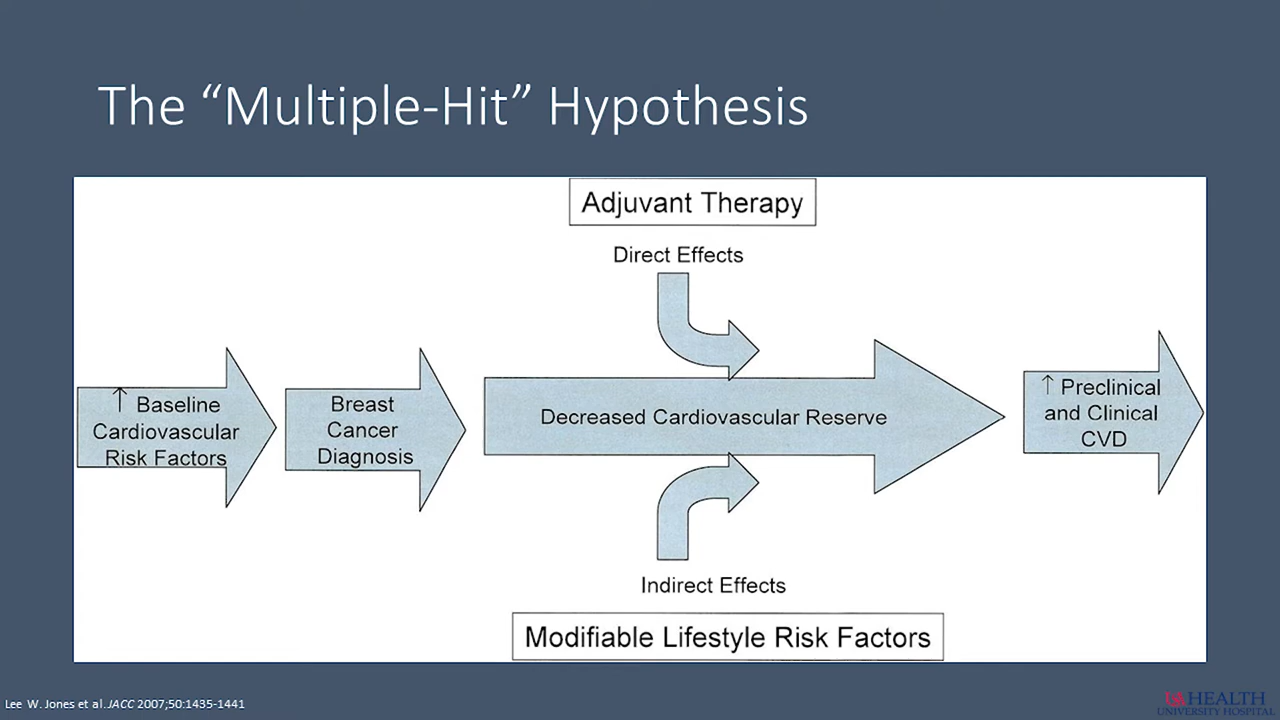 The “Multiple-Hit” Hypothesis
Adjuvant Therapy
Direct Effects
↑ Baseline
Cardiovascular
Risk Factors
Breast
Cancer
Diagnosis
Decreased Cardiovascular Reserve
↑ Preclinical
and Clinical
CVD
Indirect Effects
Modifiable Lifestyle Risk Factors
Lee W. Jones et al. JACC 2007;50:1435-1441
USA HEALTH
UNIVERSITY HOSPITAL